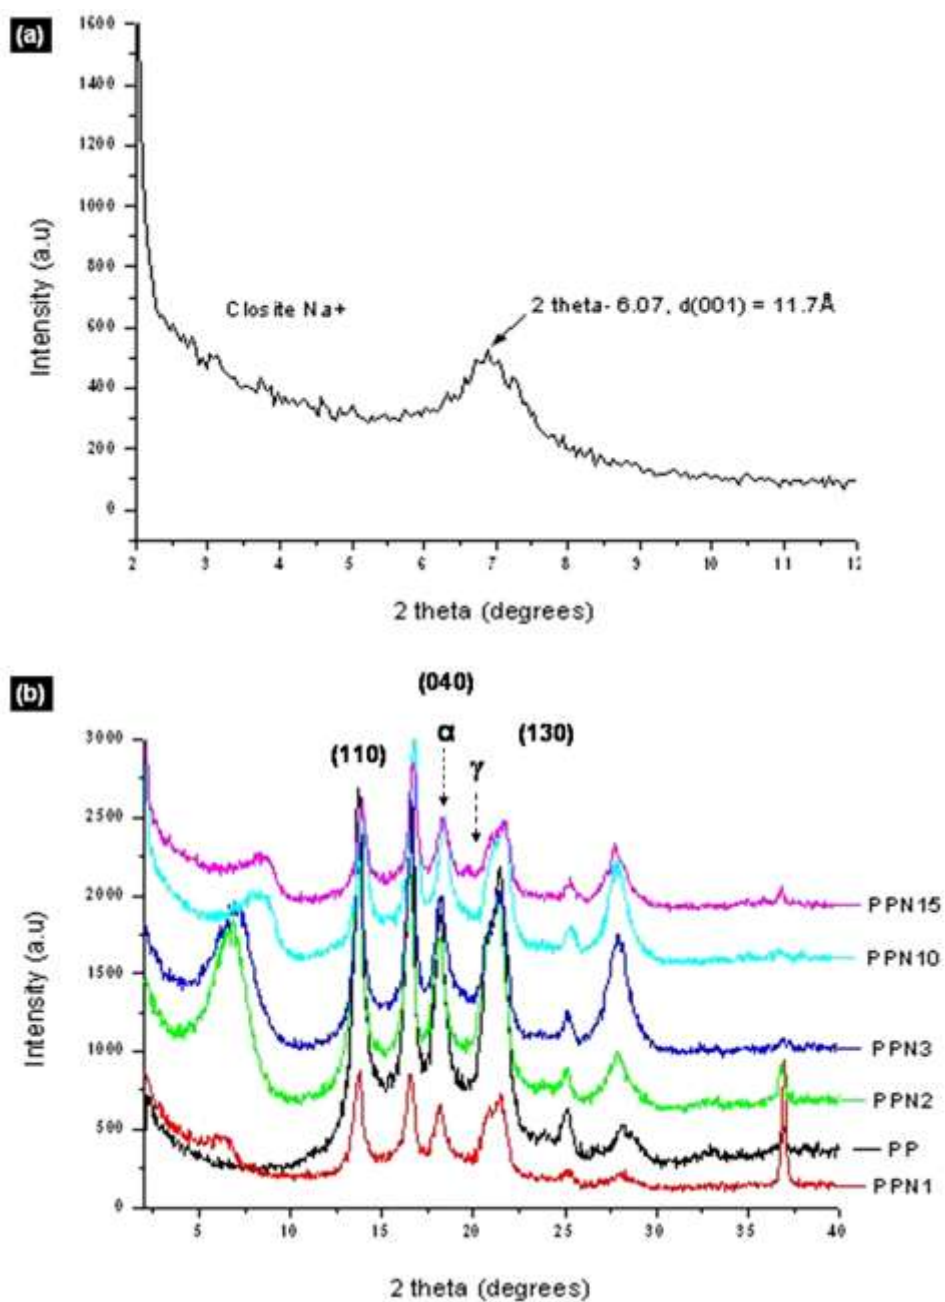 (a)
1600
1400
1200
1000
800
600
400
200
0
Intensity (a.u)
Closite Na+
2 theta- 6.07, d(001) = 11.7Å
2 3 4 5 6 7 8 9 10 11 12
2 theta (degrees)
(b)
(040)
α
(130)
(110)
γ
3000
2500
2000
1500
1000
500
0
Intensity (a.u)
PPN15
PPN10
PPN3
PPN2
PP
PPN1
5 10 15 20 25 30 35 40
2 theta (degrees)